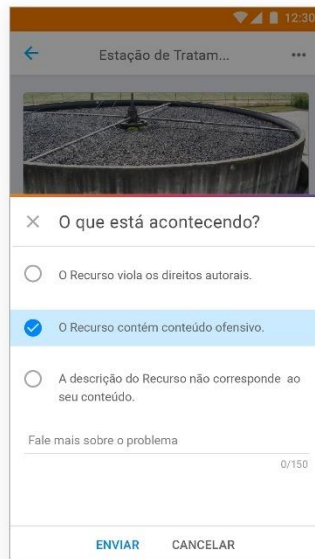 12:30
Estação de Tratam...
O que está acontecendo?
O Recurso viola os direitos autorais.
O Recurso contém conteúdo ofensivo.
A descrição do Recurso não corresponde ao
seu conteúdo.
Fale mais sobre o problema
0/150
ENVIAR CANCELAR